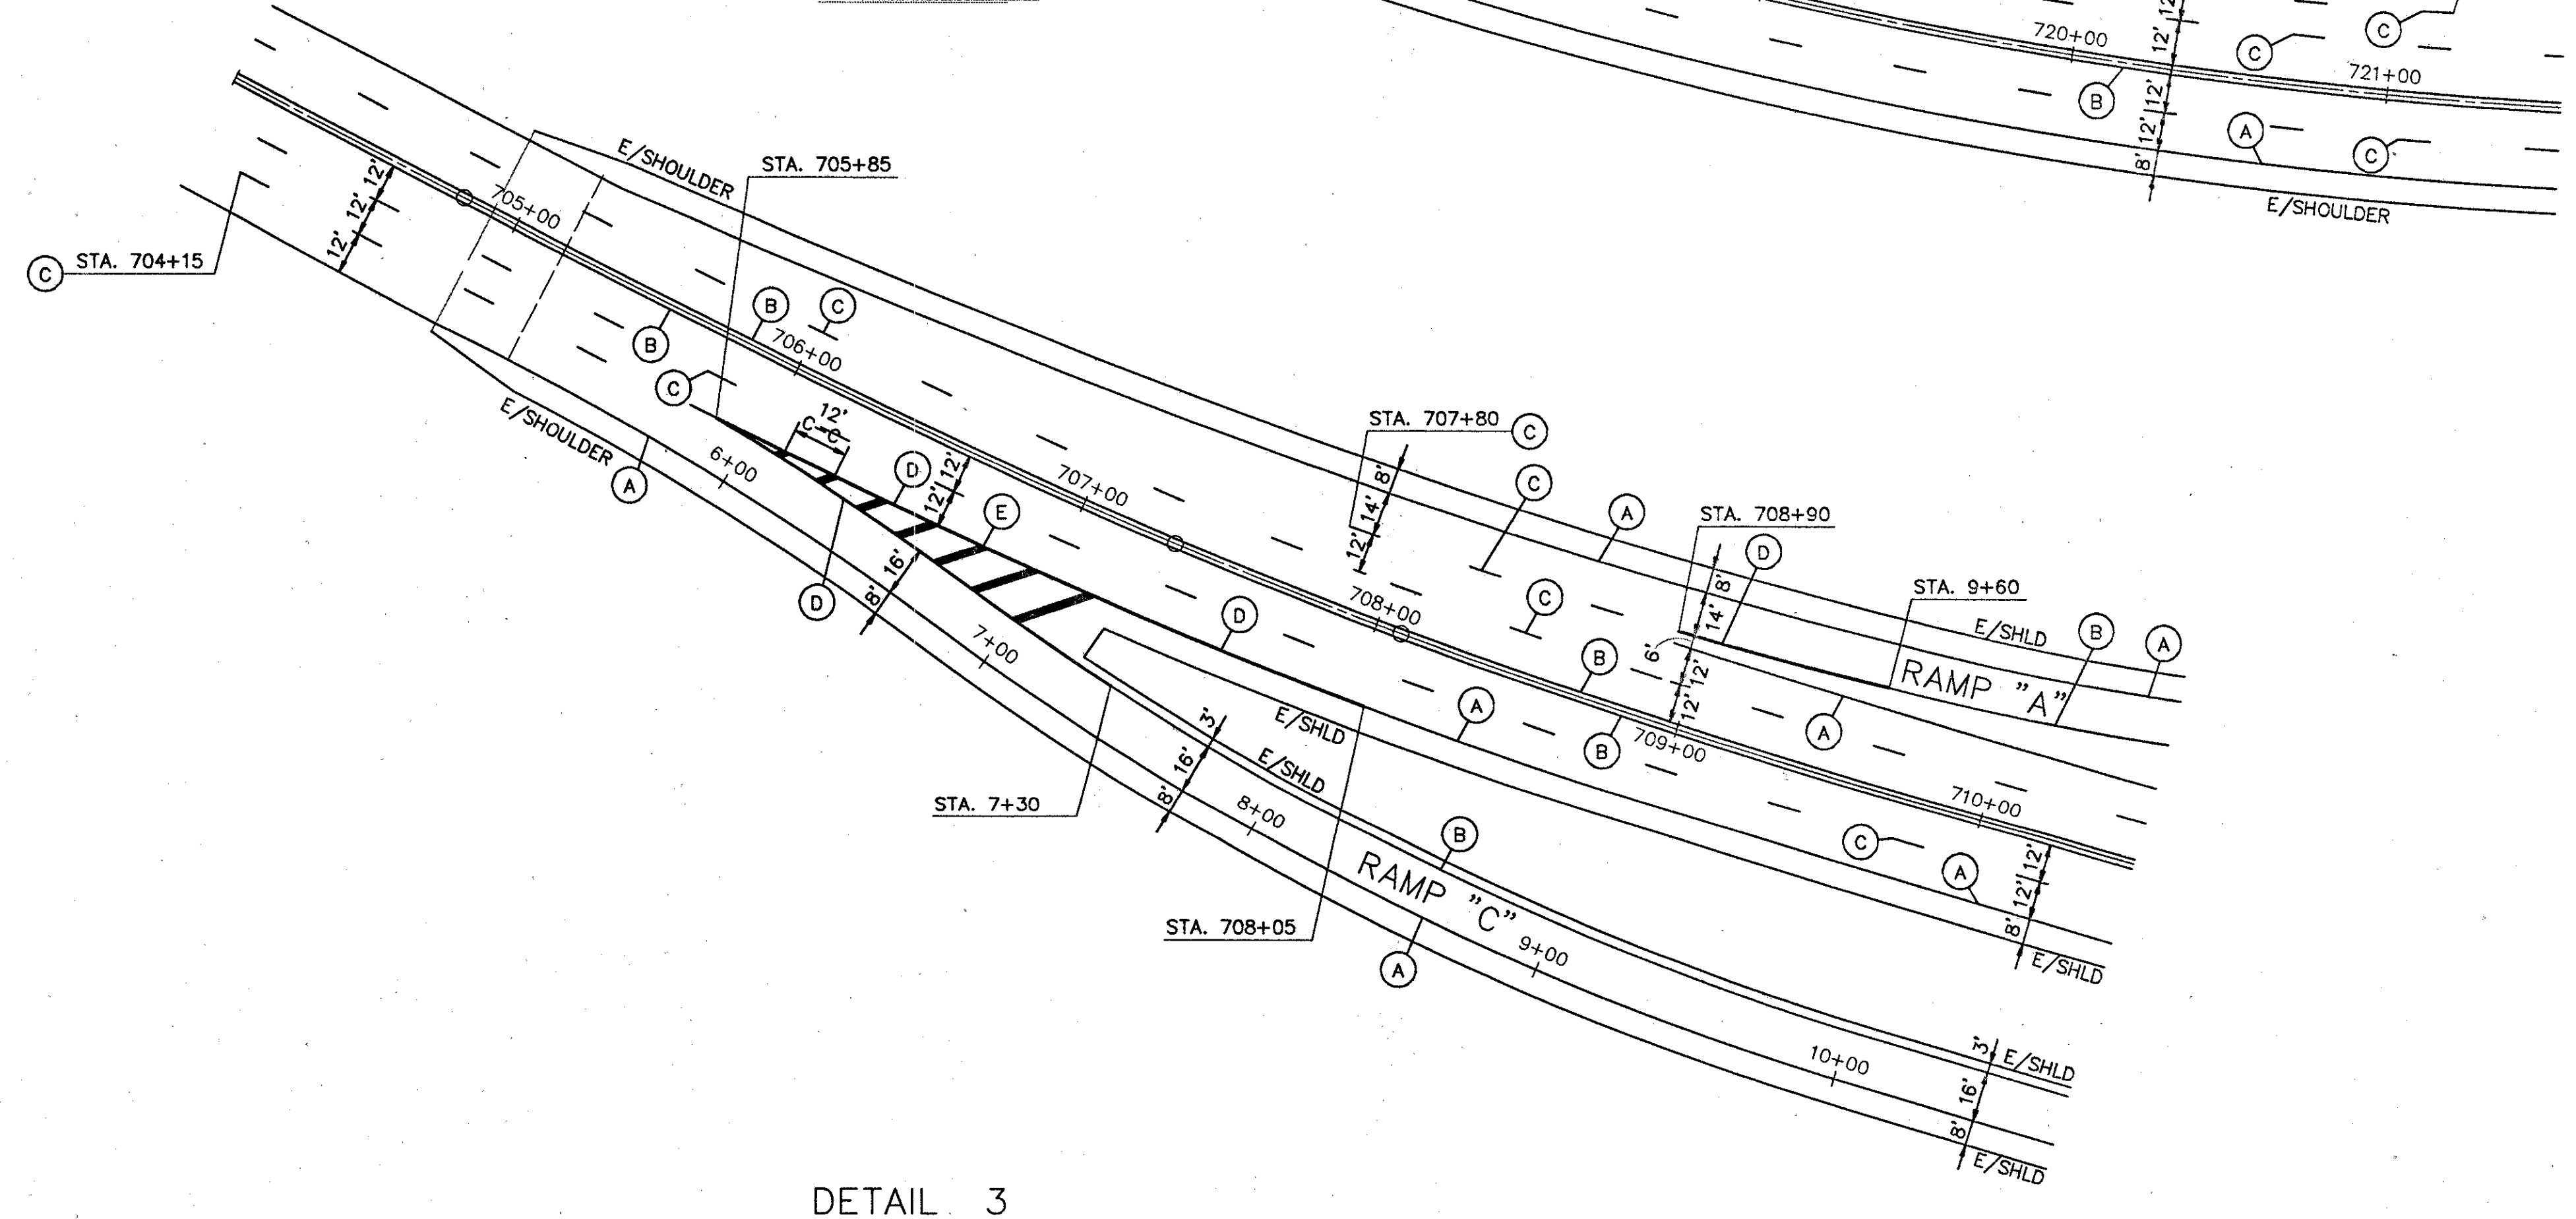 12'
C
C
720+00
12'
C
721+00
B
12'
A
12'
C
8'
E/SHOULDER
E/SHOULDER
STA. 705+85
12'
12'
12'
705+00
C STA. 704+15
B
C
B
706+00
C
12'
C-C
E/SHOULDER
A
6+00
D
12'
12'
E
707+00
STA. 707+80 C
8'
14'
12'
C
A
STA. 708+90
D
8'
14'
STA. 9+60
E/SHLD
B
A
RAMP "A"
D
16'
8'
7+00
D
708+00
C
B
6'
12'
12'
A
A
B
709+00
E/SHLD
3'
16'
8'
E/SHLD
STA. 7+30
8+00
B
710+00
C
A
12'
12'
8'
E/SHLD
RAMP "C"
STA. 708+05
A
9+00
10+00
3'
E/SHLD
16'
8'
E/SHLD
DETAIL 3